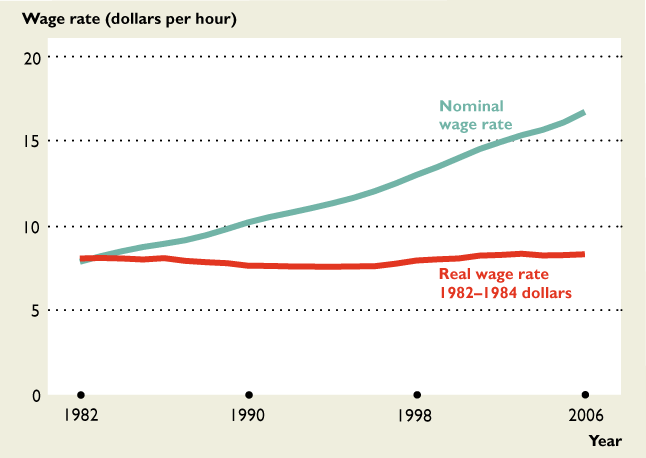 Wage rate (dollars per hour)
20
Nominal
wage rate
15
10
Real wage rate
1982–1984 dollars
5
0
1982
1990
1998
2006
Year